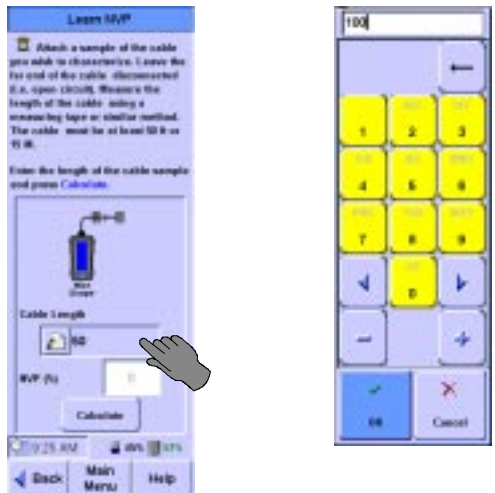 Learn NVP
Attach a sample of the cable
you wish to characterize. Leave the
far end of the cable disconnected
(i.e. open circuit). Measure the
length of the cable using a
measuring tape or similar method.
The cable must be at least 50 ft or
15 m.
Enter the length of the cable sample
and press Calculate.
Cable Length
50
NVP (%)
0
Calculate
9:25 AM
Back
Main
Menu
Help
100
1
2
3
4
5
6
7
8
9
0
OK
Cancel